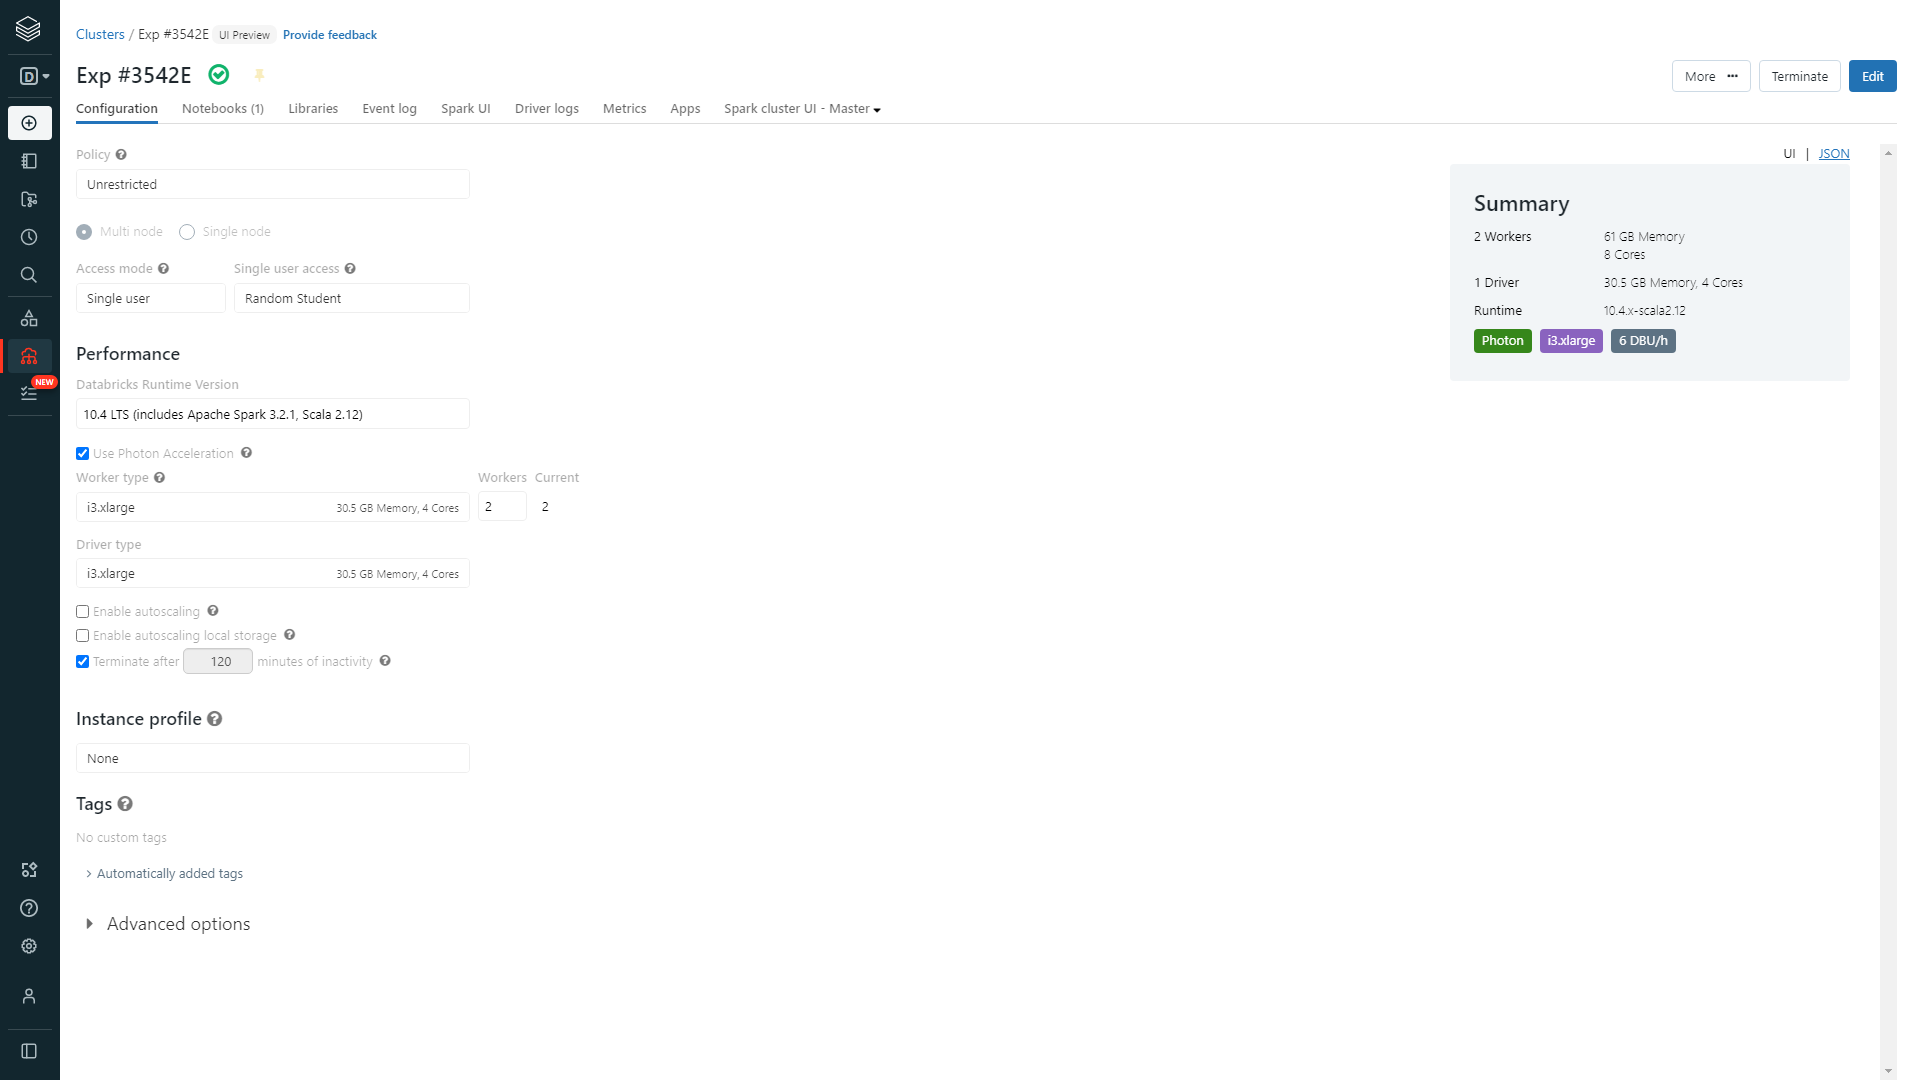 Clusters / Exp #3542E UI Preview Provide feedback
D
Exp #3542E
More ••• Terminate Edit
Configuration Notebooks (1) Libraries Event log Spark UI Driver logs Metrics Apps Spark cluster UI - Master
UI | JSON
Policy ?
Unrestricted
Multi node Single node
Access mode ? Single user access ?
Single user Random Student
Performance
Databricks Runtime Version
10.4 LTS (includes Apache Spark 3.2.1, Scala 2.12)
Use Photon Acceleration ?
Worker type ? Workers Current
i3.xlarge 30.5 GB Memory, 4 Cores 2 2
Driver type
i3.xlarge 30.5 GB Memory, 4 Cores
Enable autoscaling ?
Enable autoscaling local storage ?
Terminate after 120 minutes of inactivity ?
Instance profile ?
None
Tags ?
No custom tags
Automatically added tags
Advanced options
Summary
2 Workers 61 GB Memory
8 Cores
1 Driver 30.5 GB Memory, 4 Cores
Runtime 10.4.x-scala2.12
Photon i3.xlarge 6 DBU/h
NEW